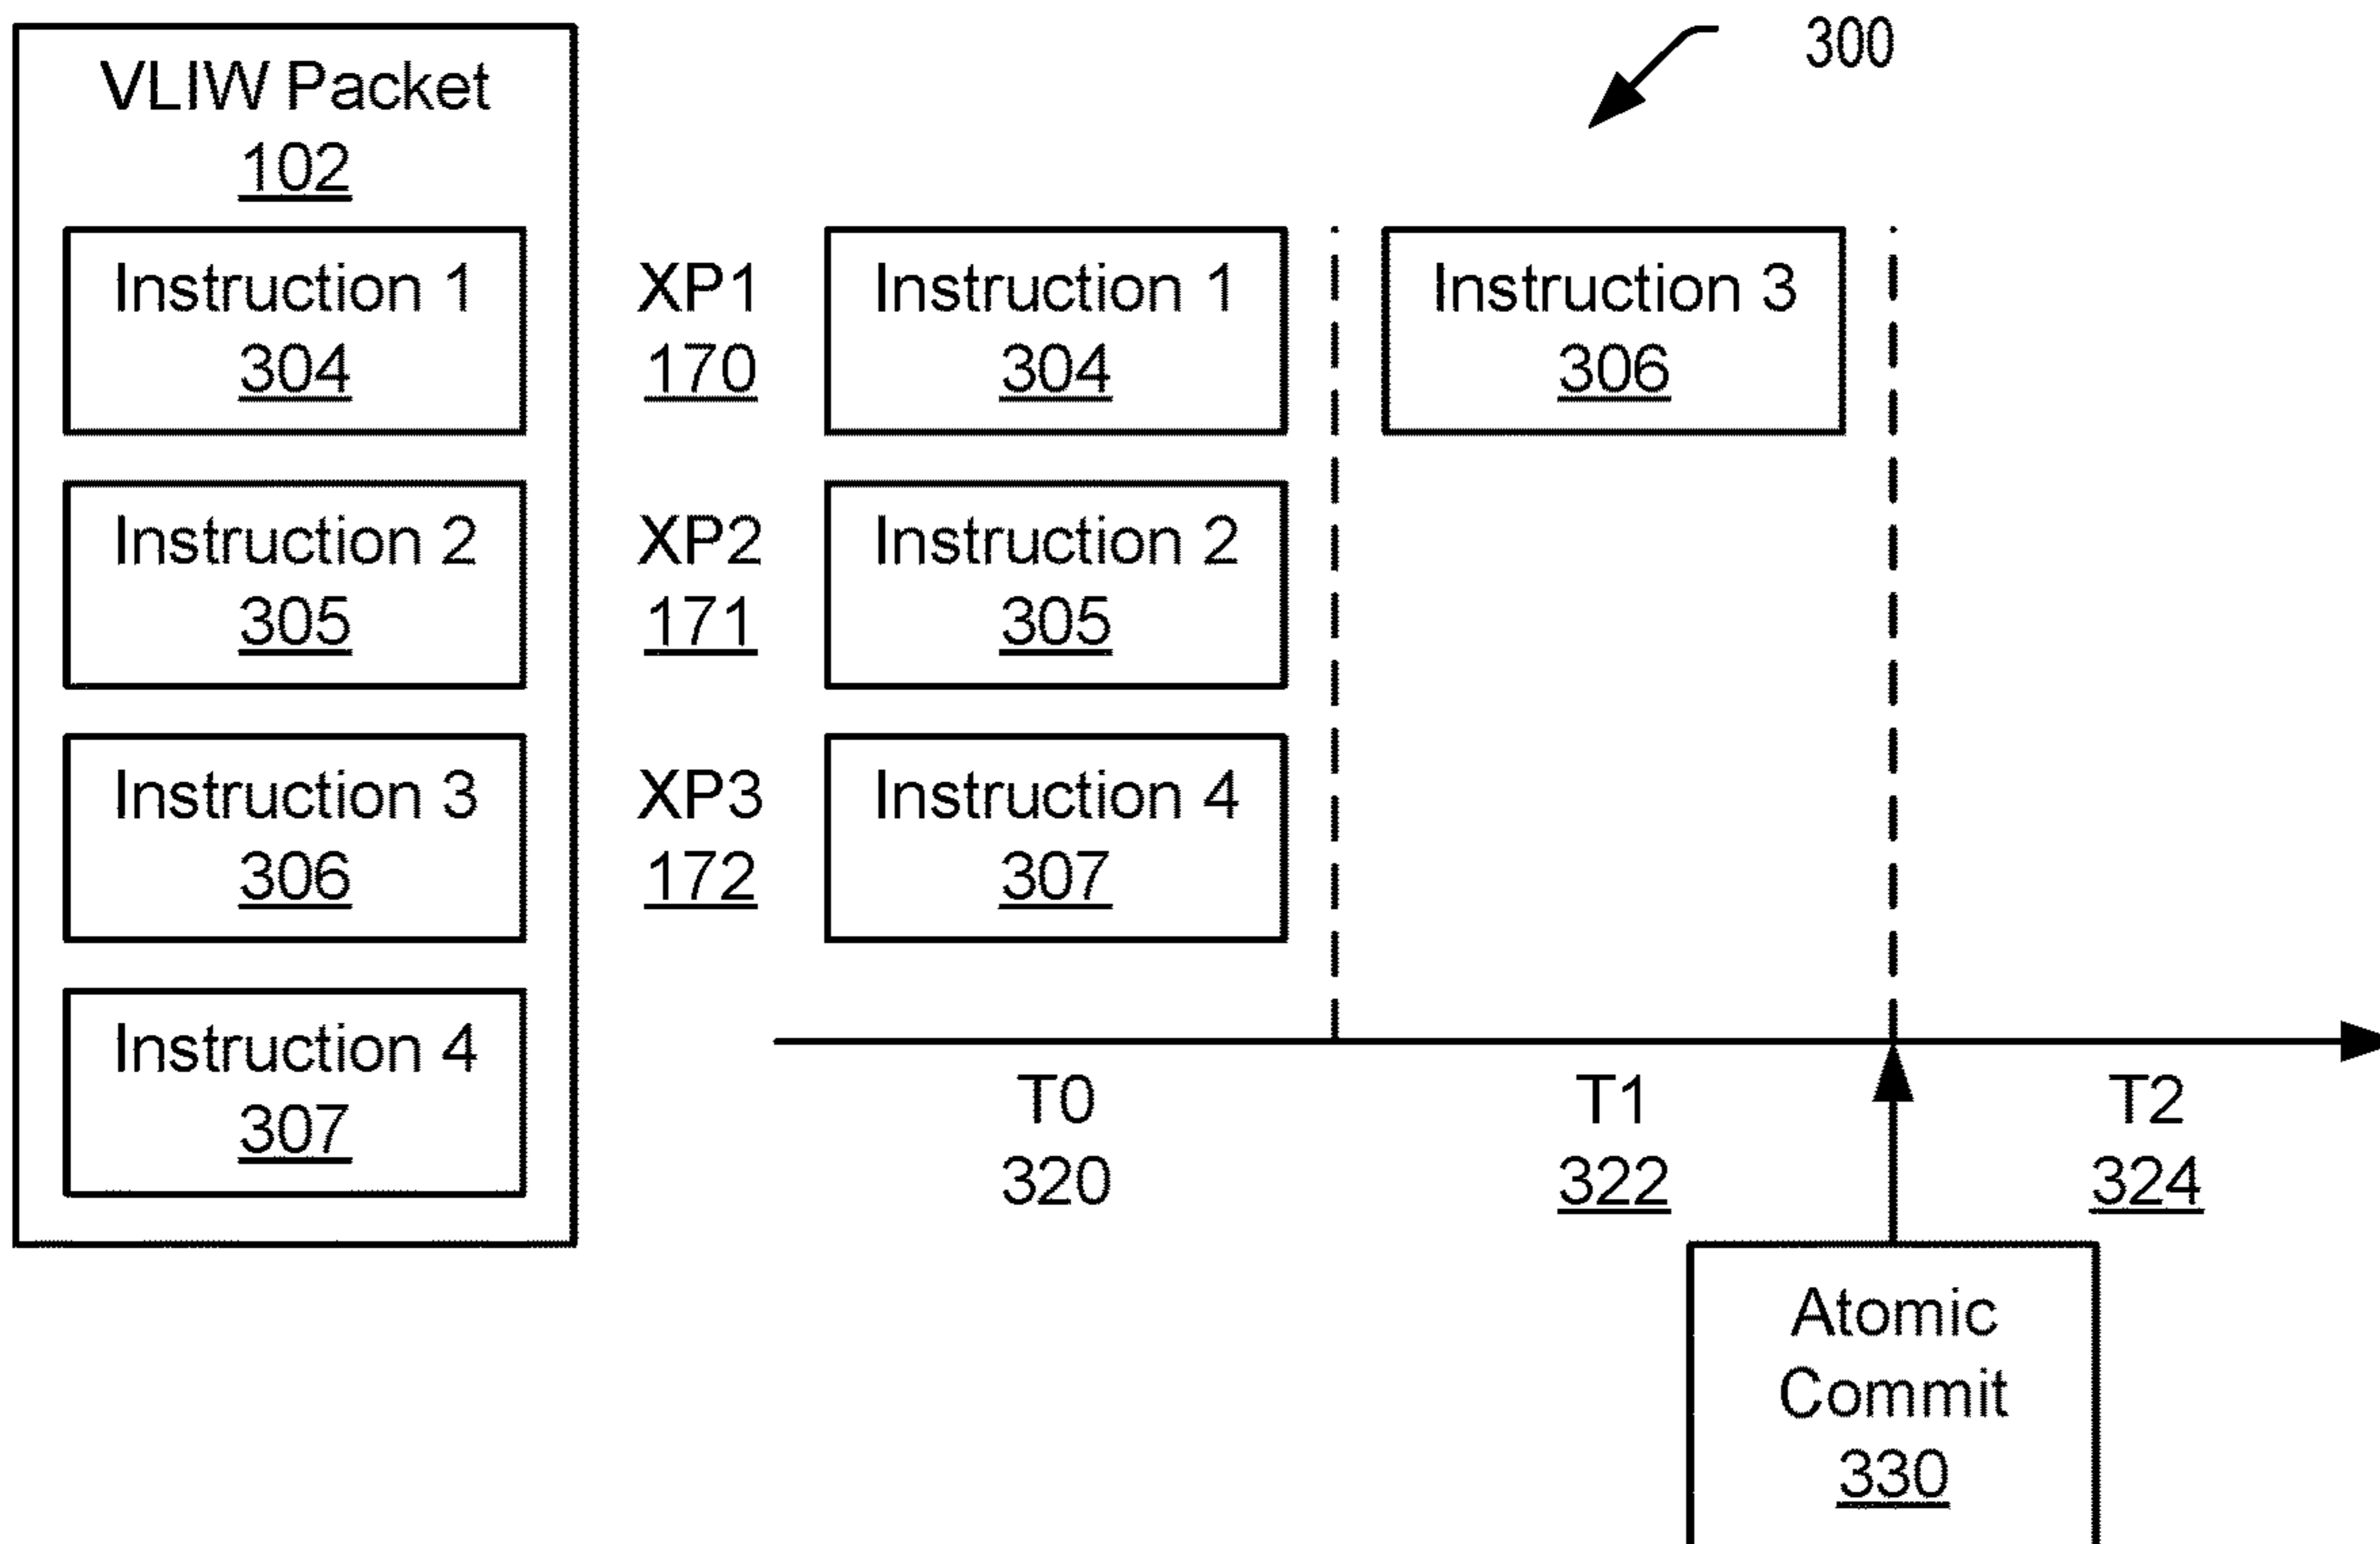 300
VLIW Packet
102
Instruction 1
304
Instruction 2
305
Instruction 3
306
Instruction 4
307
XP1
170
Instruction 1
304
Instruction 3
306
XP2
171
Instruction 2
305
XP3
172
Instruction 4
307
T0
320
T1
322
T2
324
Atomic
Commit
330